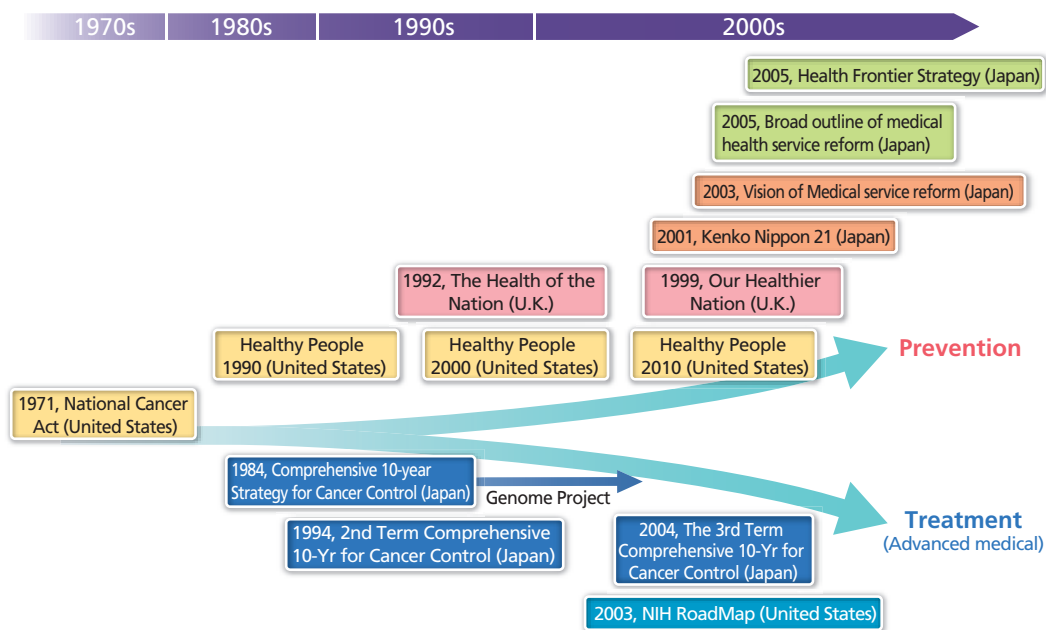 1970s
1980s
1990s
2000s
2005, Health Frontier Strategy (Japan)
2005, Broad outline of medical
health service reform (Japan)
2003, Vision of Medical service reform (Japan)
2001, Kenko Nippon 21 (Japan)
1992, The Health of the
Nation (U.K.)
1999, Our Healthier
Nation (U.K.)
Healthy People
1990 (United States)
Healthy People
2000 (United States)
Healthy People
2010 (United States)
Prevention
1971, National Cancer
Act (United States)
1984, Comprehensive 10-year
Strategy for Cancer Control (Japan)
Genome Project
1994, 2nd Term Comprehensive
10-Yr for Cancer Control (Japan)
2004, The 3rd Term
Comprehensive 10-Yr for
Cancer Control (Japan)
Treatment
(Advanced medical)
2003, NIH RoadMap (United States)